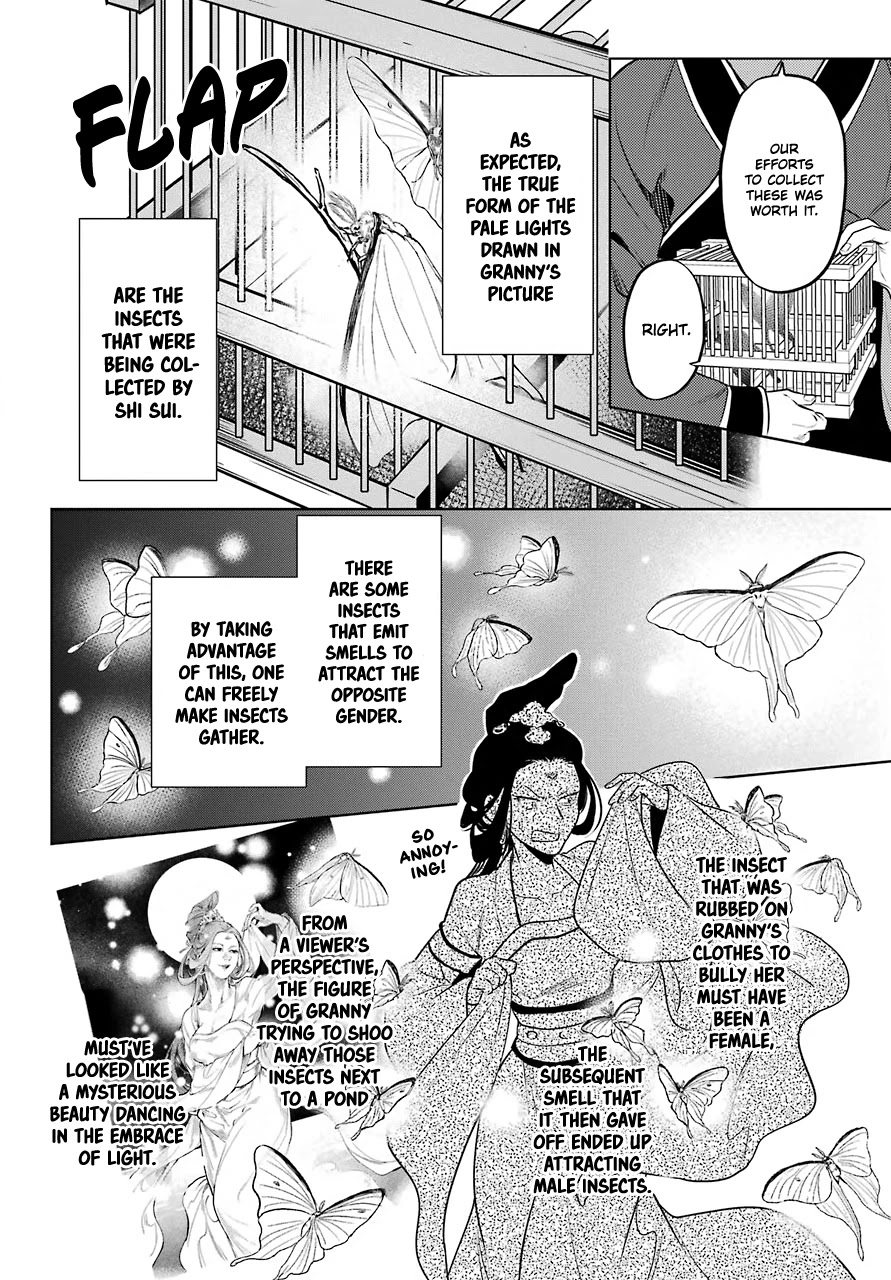 OUR
EFFORTS
TO COLLECT
THESE WAS
WORTH IT.
RIGHT.
AS
EXPECTED,
THE TRUE
FORM OF THE
PALE LIGHTS
DRAWN IN
GRANNY'S
PICTURE
FLAP
ARE THE
INSECTS
THAT WERE
BEING COL-
LECTED BY
SHI SUI.
THERE
ARE SOME
INSECTS
THAT EMIT
SMELLS TO
ATTRACT THE
OPPOSITE
GENDER.
BY TAKING
ADVANTAGE
OF THIS, ONE
CAN FREELY
MAKE INSECTS
GATHER.
THE INSECT
THAT WAS
RUBBED ON
GRANNY'S
CLOTHES TO
BULLY HER
MUST HAVE
BEEN A
FEMALE,
SO
ANNOY-
ING!
THE
SUBSEQUENT
SMELL THAT
IT THEN GAVE
OFF ENDED UP
ATTRACTING
MALE INSECTS.
FROM
A VIEWER'S
PERSPECTIVE,
THE FIGURE
OF GRANNY
TRYING TO SHOO
AWAY THOSE
INSECTS NEXT
TO A POND
MUST'VE
LOOKED LIKE
A MYSTERIOUS
BEAUTY DANCING
IN THE EMBRACE
OF LIGHT.